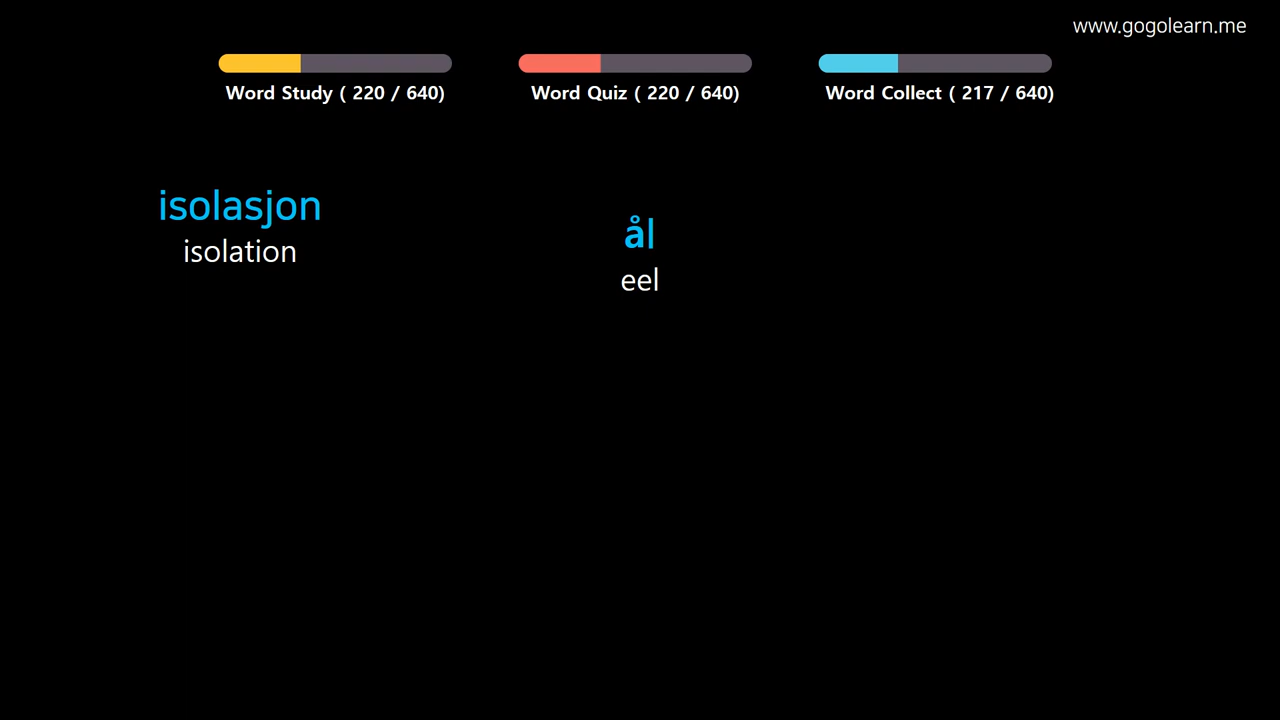 www.gogolearn.me
Word Study ( 220 / 640)
Word Quiz ( 220 / 640)
Word Collect ( 217 / 640)
isolasjon
isolation
ål
eel